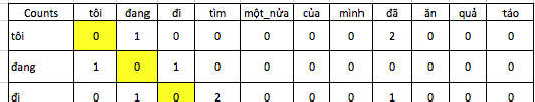 Counts tôi đang đi tìm một_nửa của mình đã ăn quả táo
tôi 0 1 0 0 0 0 0 2 0 0 0
đang 1 0 1 0 0 0 0 0 0 0 0
đi 0 1 0 2 0 0 0 1 0 0 0